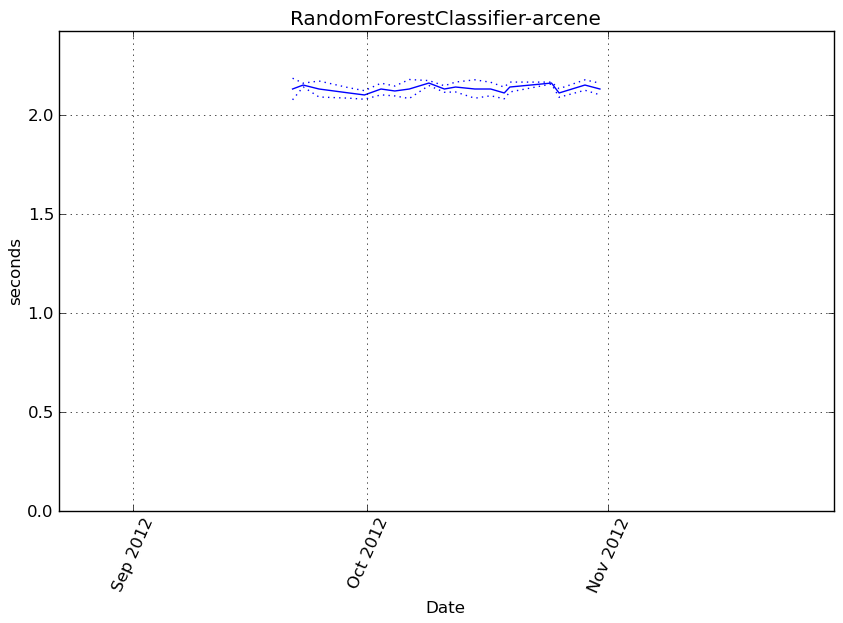 RandomForestClassifier-arcene
2.0
1.5
1.0
0.5
0.0
seconds
Sep 2012
Oct 2012
Nov 2012
Date